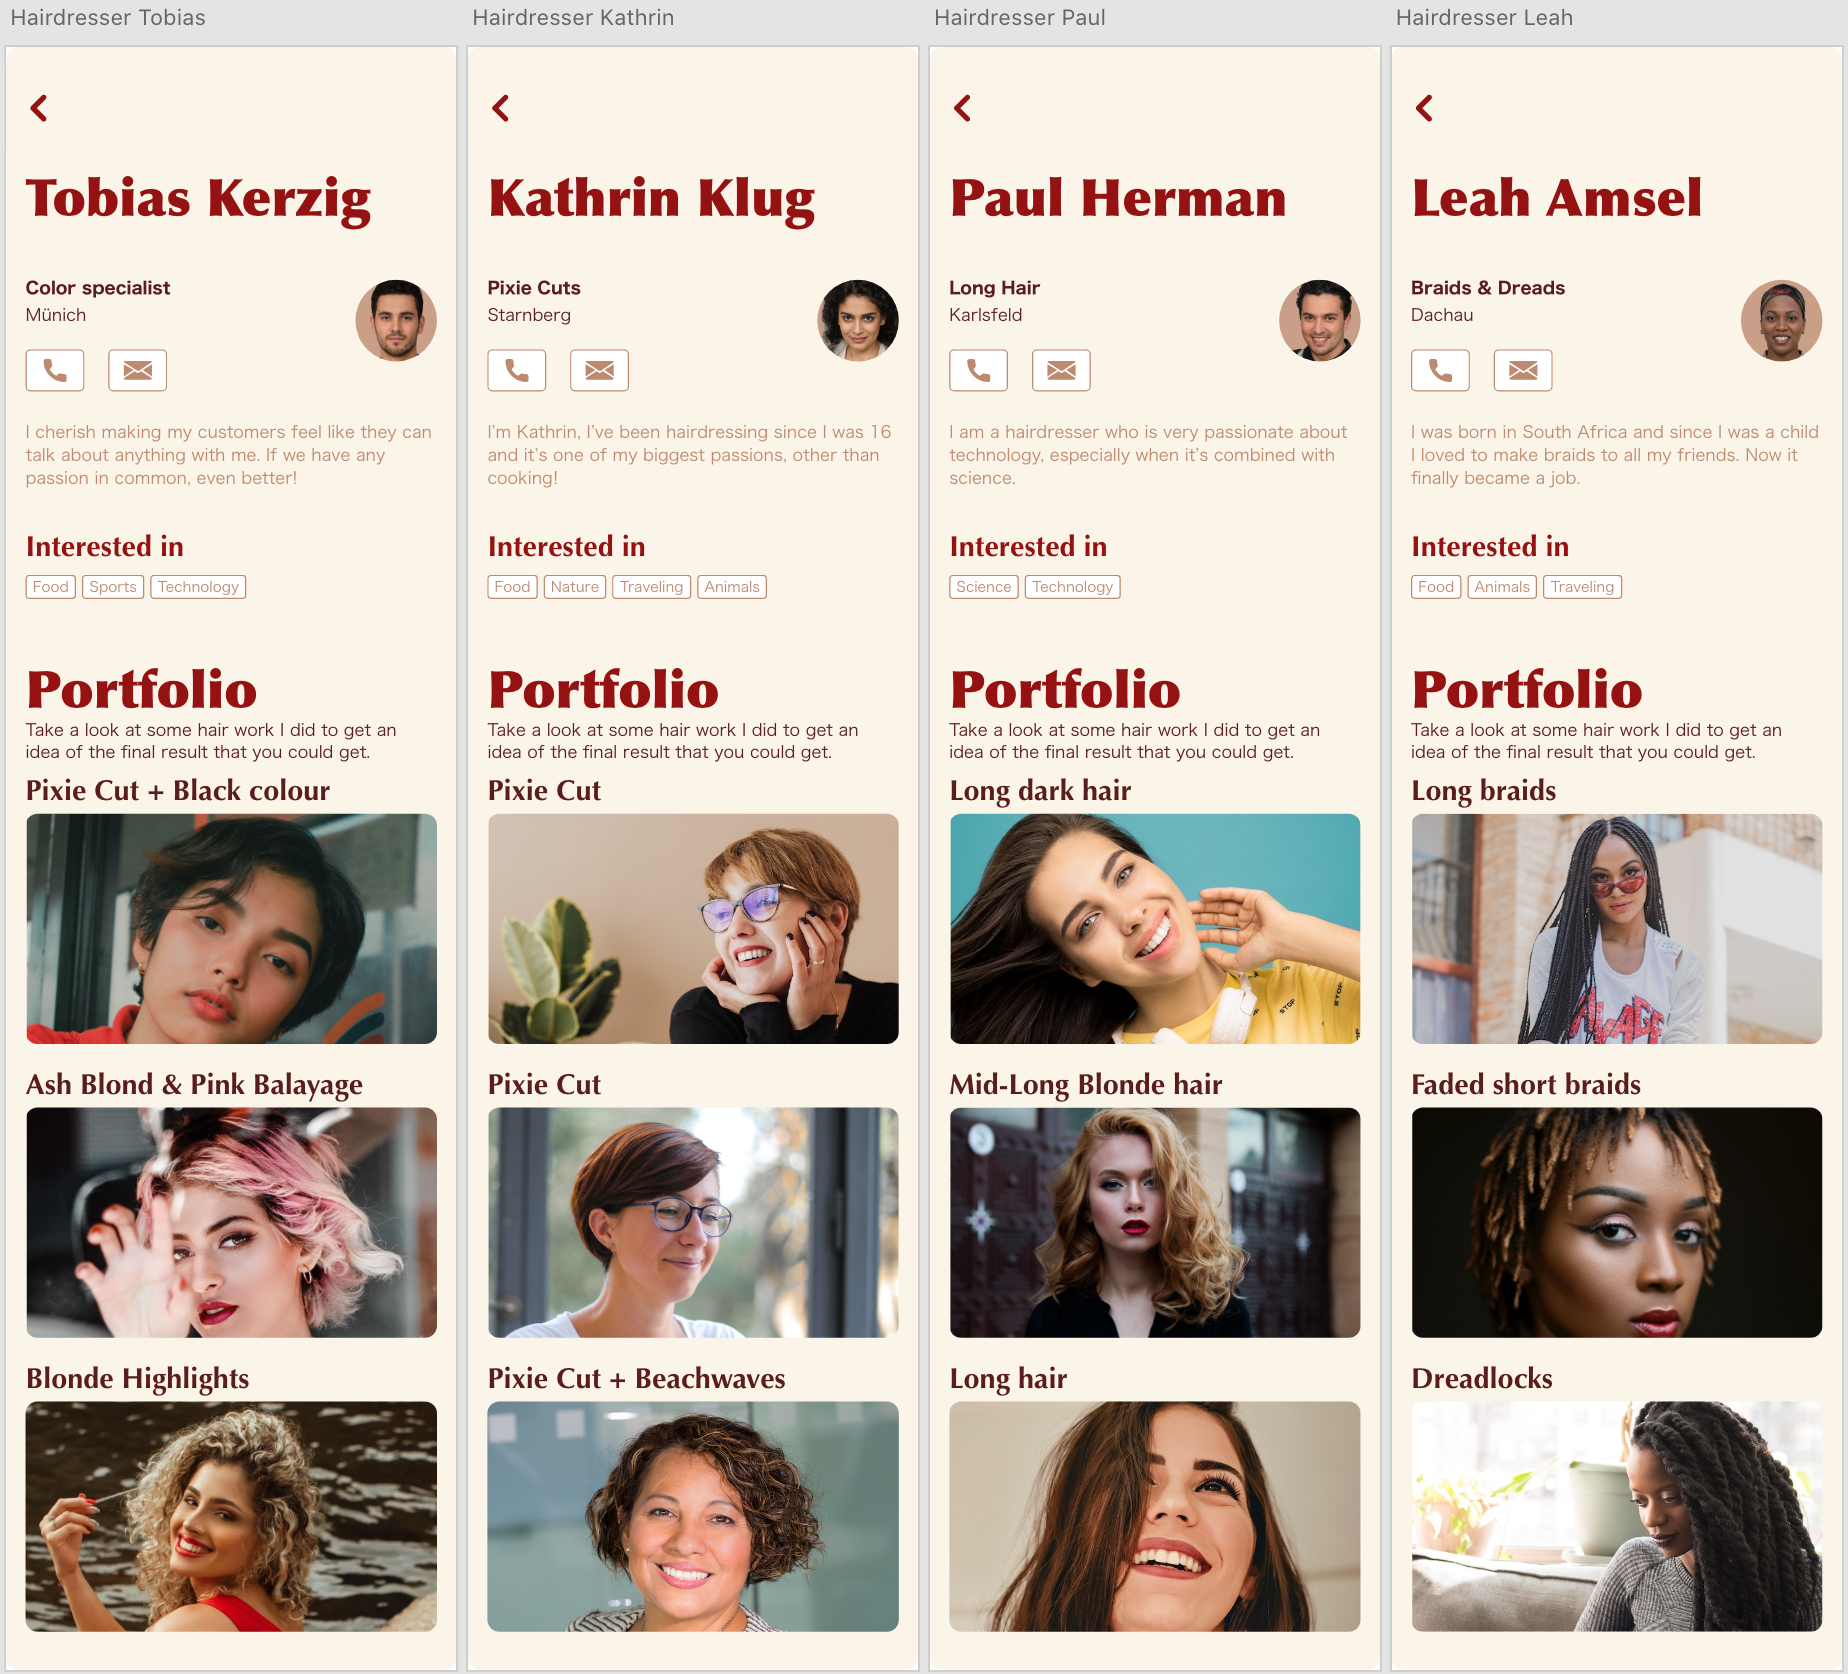 Hairdresser Tobias
Tobias Kerzig
Color specialist
Münich
I cherish making my customers feel like they can
talk about anything with me. If we have any
passion in common, even better!
Interested in
Food Sports Technology
Portfolio
Take a look at some hair work I did to get an
idea of the final result that you could get.
Pixie Cut + Black colour
Ash Blond & Pink Balayage
Blonde Highlights
Hairdresser Kathrin
Kathrin Klug
Pixie Cuts
Starnberg
I'm Kathrin, I've been hairdressing since I was 16
and it's one of my biggest passions, other than
cooking!
Interested in
Food Nature Traveling Animals
Portfolio
Take a look at some hair work I did to get an
idea of the final result that you could get.
Pixie Cut
Pixie Cut
Pixie Cut + Beachwaves
Hairdresser Paul
Paul Herman
Long Hair
Karlsfeld
I am a hairdresser who is very passionate about
technology, especially when it's combined with
science.
Interested in
Science Technology
Portfolio
Take a look at some hair work I did to get an
idea of the final result that you could get.
Long dark hair
STOP
STOP
Mid-Long Blonde hair
Long hair
Hairdresser Leah
Leah Amsel
Braids & Dreads
Dachau
I was born in South Africa and since I was a child
I loved to make braids to all my friends. Now it
finally became a job.
Interested in
Food Animals Traveling
Portfolio
Take a look at some hair work I did to get an
idea of the final result that you could get.
Long braids
Faded short braids
Dreadlocks